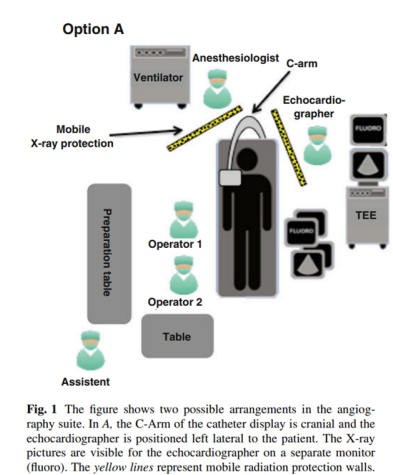 Option A
Anesthesiologist
C-arm
Ventilator
Echocardio-
grapher
FLUORO
Mobile
X-ray protection
TEE
Preparation table
FLUORO
Operator 1
Operator 2
Table
Assistent
Fig. 1 The figure shows two possible arrangements in the angiog-
raphy suite. In A, the C-Arm of the catheter display is cranial and the
echocardiographer is positioned left lateral to the patient. The X-ray
pictures are visible for the echocardiographer on a separate monitor
(fluoro). The yellow lines represent mobile radiation protection walls.